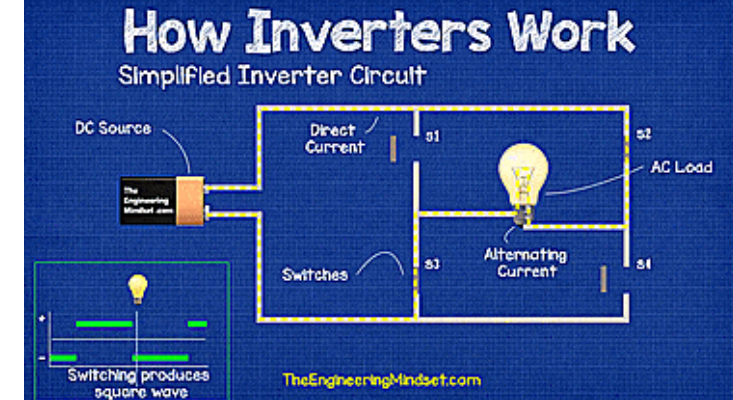 How Inverters Work
Simplified Inverter Circuit
DC Source
Direct
Current
S1
S2
AC Load
The
Engineering
Mindset.com
Switches
S3
Alternating
Current
S4
+
-
Switching produces
square wave
TheEngineeringMindset.com